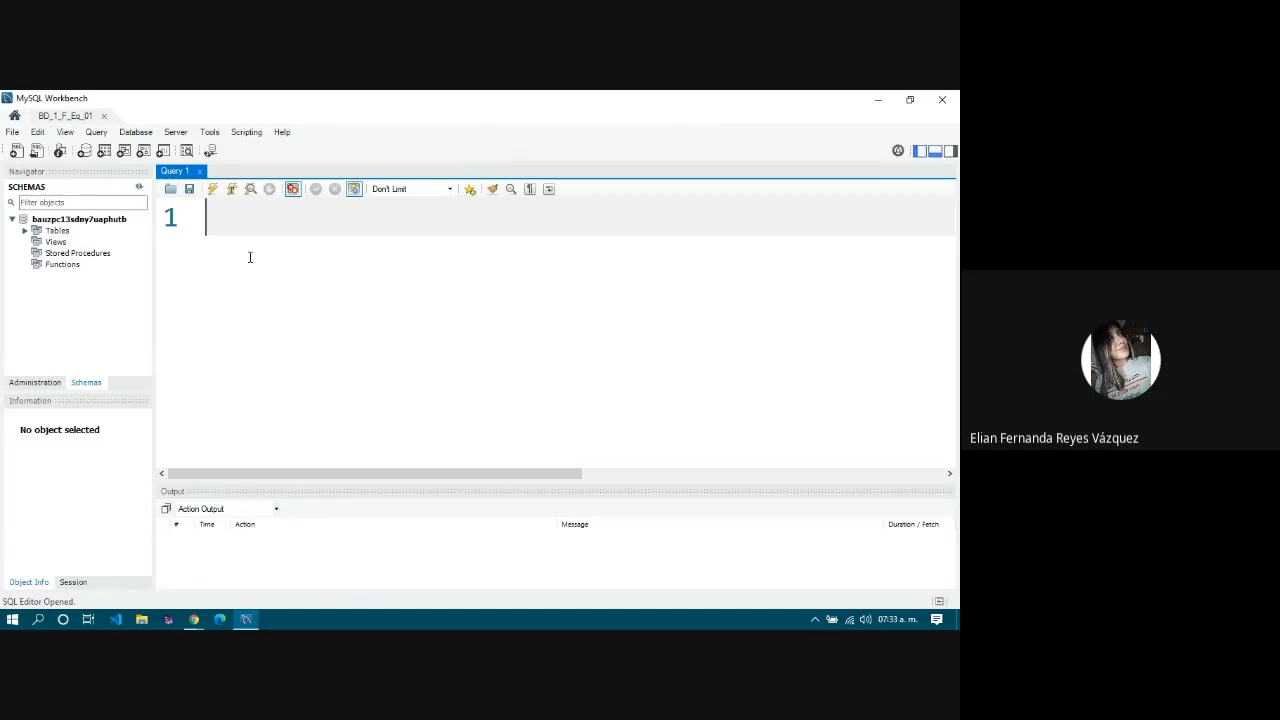 MySQL Workbench
BD_1_F_Eq_01
File Edit View Query Database Server Tools Scripting Help
Navigator
SCHEMAS
Filter objects
bauzpc13sdny7uaphutb
Tables
Views
Stored Procedures
Functions
Administration Schemas
Information
No object selected
Object Info Session
Query 1
Don't Limit
1
Output
Action Output
# Time Action Message Duration / Fetch
SQL Editor Opened.
07:33 a. m.
Elian Fernanda Reyes Vázquez